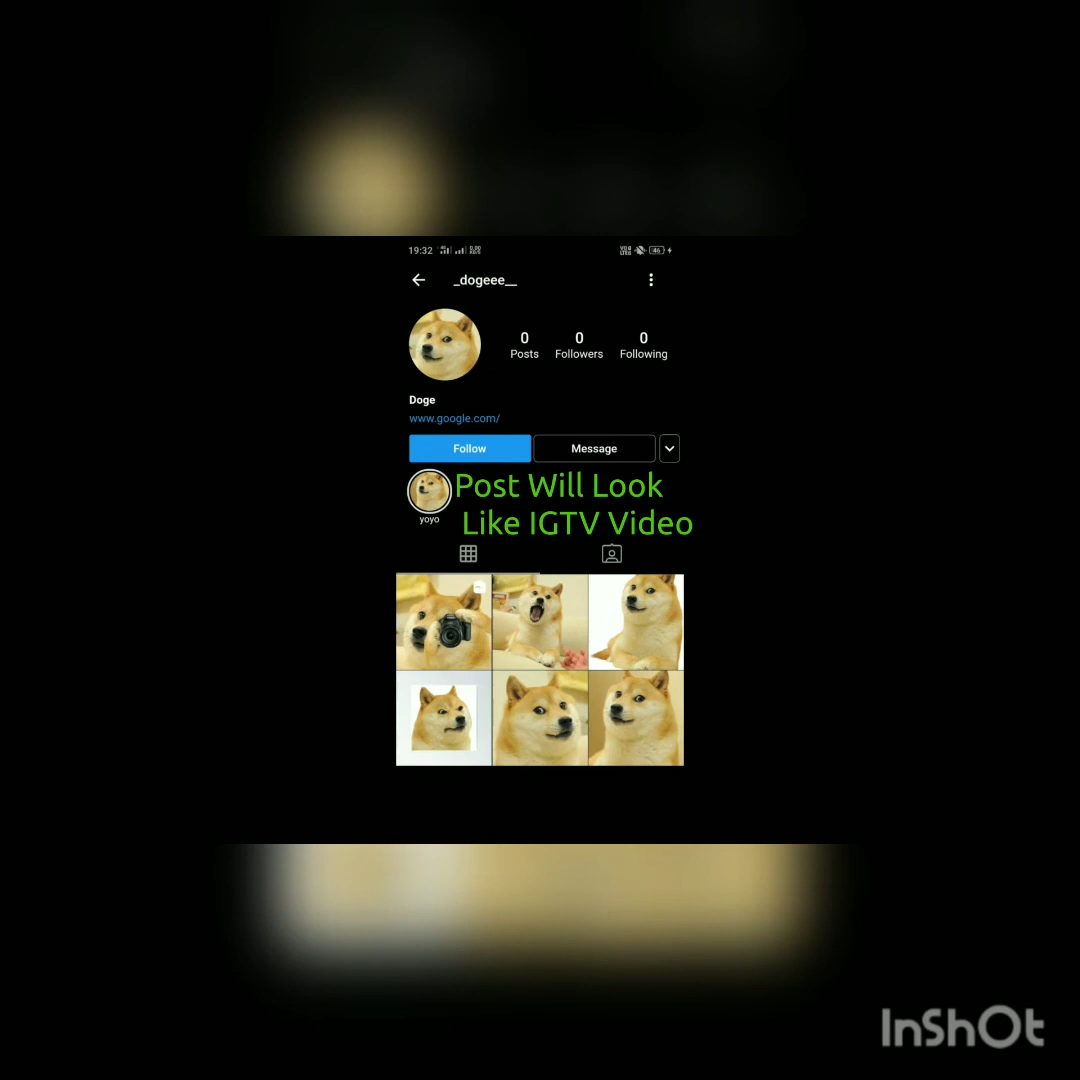 19:32
_dogeee__
0 0 0
Posts Followers Following
Doge
www.google.com/
Follow Message
Post Will Look
Like IGTV Video
yoyo
InShOt